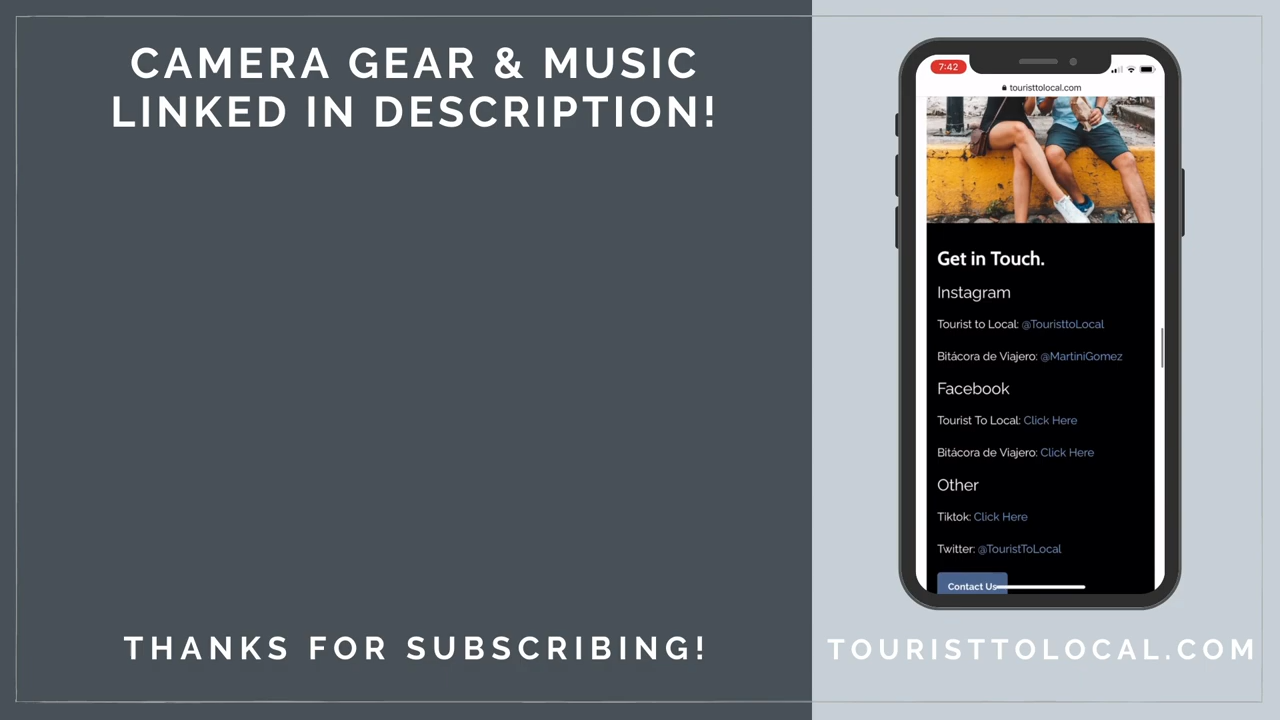 CAMERA GEAR & MUSIC
LINKED IN DESCRIPTION!
THANKS FOR SUBSCRIBING!
7:42
touristtolocal.com
Get in Touch.
Instagram
Tourist to Local: @TouristtoLocal
Bitácora de Viajero: @MartiniGomez
Facebook
Tourist To Local: Click Here
Bitácora de Viajero: Click Here
Other
Tiktok: Click Here
Twitter: @TouristToLocal
Contact Us
TOURISTTOLOCAL.COM